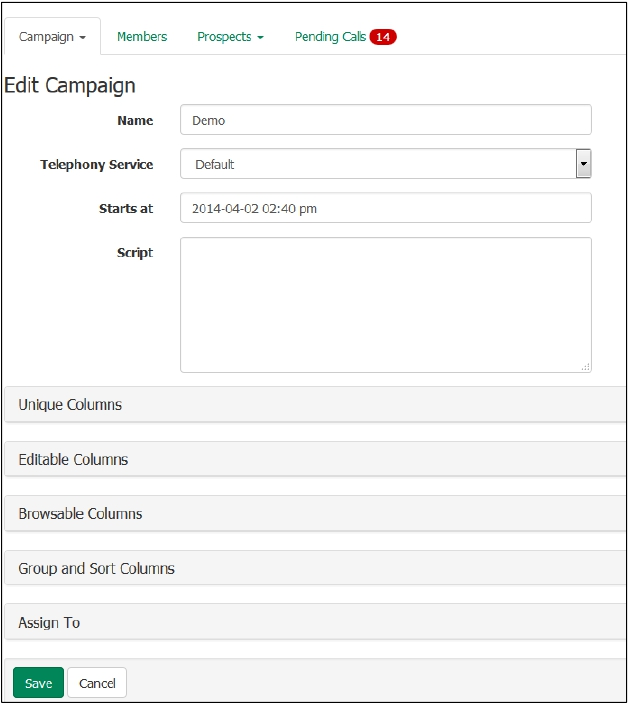 Campaign Members Prospects Pending Calls 14
Edit Campaign
Name Demo
Telephony Service Default
Starts at 2014-04-02 02:40 pm
Script
Unique Columns
Editable Columns
Browsable Columns
Group and Sort Columns
Assign To
Save Cancel